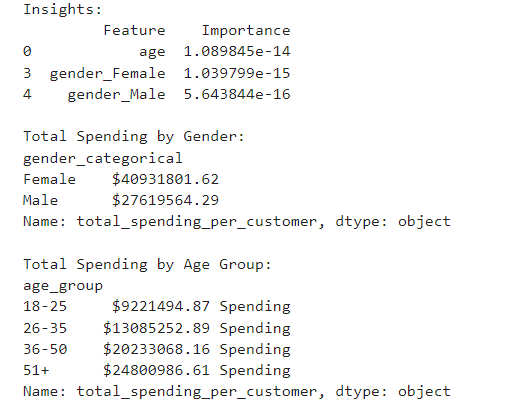 Insights:
Feature Importance
0 age 1.089845e-14
3 gender_Female 1.039799e-15
4 gender_Male 5.643844e-16
Total Spending by Gender:
gender_categorical
Female $40931801.62
Male $27619564.29
Name: total_spending_per_customer, dtype: object
Total Spending by Age Group:
age_group
18-25 $9221494.87 Spending
26-35 $13085252.89 Spending
36-50 $20233068.16 Spending
51+ $24800986.61 Spending
Name: total_spending_per_customer, dtype: object